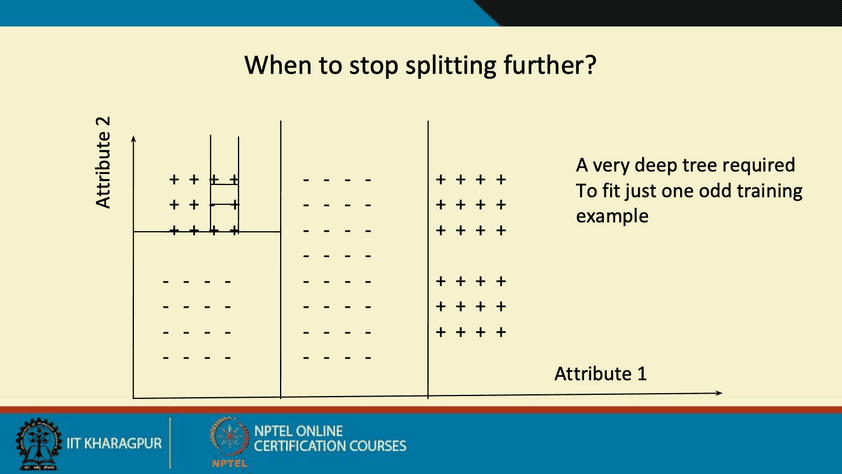 When to stop splitting further?
Attribute 2
A very deep tree required
To fit just one odd training
example
+ + + + - - - - + + + +
+ + - + - - - - + + + +
+ + + + - - - - + + + +
- - - -
- - - - - - - - + + + +
- - - - - - - - + + + +
- - - - - - - - + + + +
- - - - - - - -
Attribute 1
IIT KHARAGPUR
NPTEL
NPTEL ONLINE
CERTIFICATION COURSES